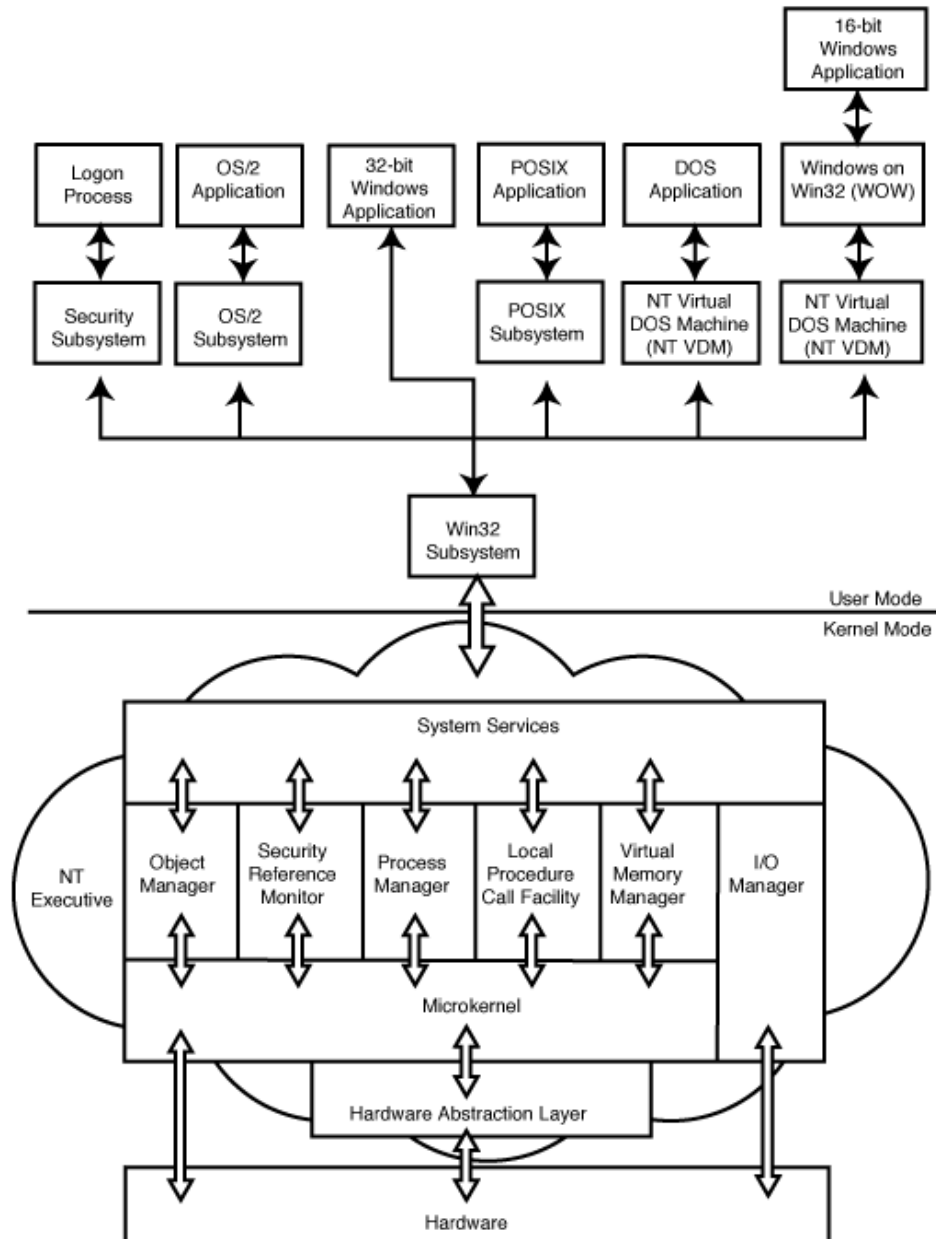 16-bit
Windows
Application
Logon
Process
OS/2
Application
32-bit
Windows
Application
POSIX
Application
DOS
Application
Windows on
Win32 (WOW)
Security
Subsystem
OS/2
Subsystem
POSIX
Subsystem
NT Virtual
DOS Machine
(NT VDM)
NT Virtual
DOS Machine
(NT VDM)
Win32
Subsystem
User Mode
Kernel Mode
System Services
NT
Executive
Object
Manager
Security
Reference
Monitor
Process
Manager
Local
Procedure
Call Facility
Virtual
Memory
Manager
I/O
Manager
Microkernel
Hardware Abstraction Layer
Hardware